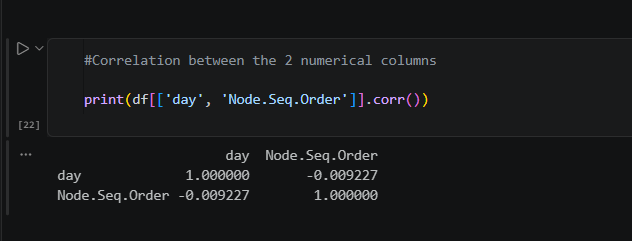 #Correlation between the 2 numerical columns
print(df[['day', 'Node.Seq.Order']].corr())
[22]
...
day Node.Seq.Order
day 1.000000 -0.009227
Node.Seq.Order -0.009227 1.000000